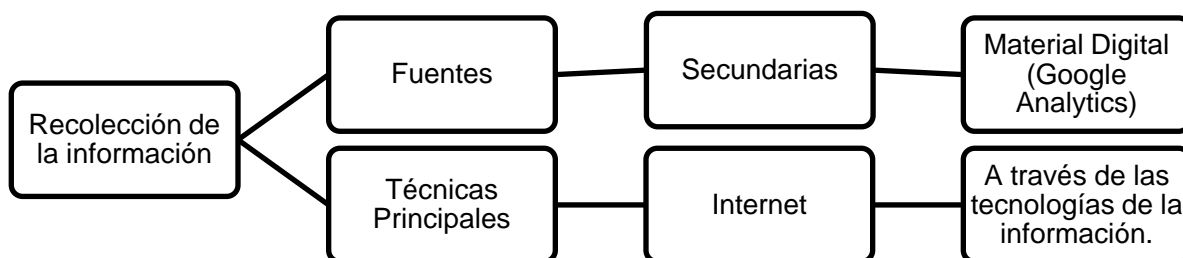 Recolección de
la información
Fuentes
Secundarias
Material Digital
(Google
Analytics)
Técnicas
Principales
Internet
A través de las
tecnologías de la
información.